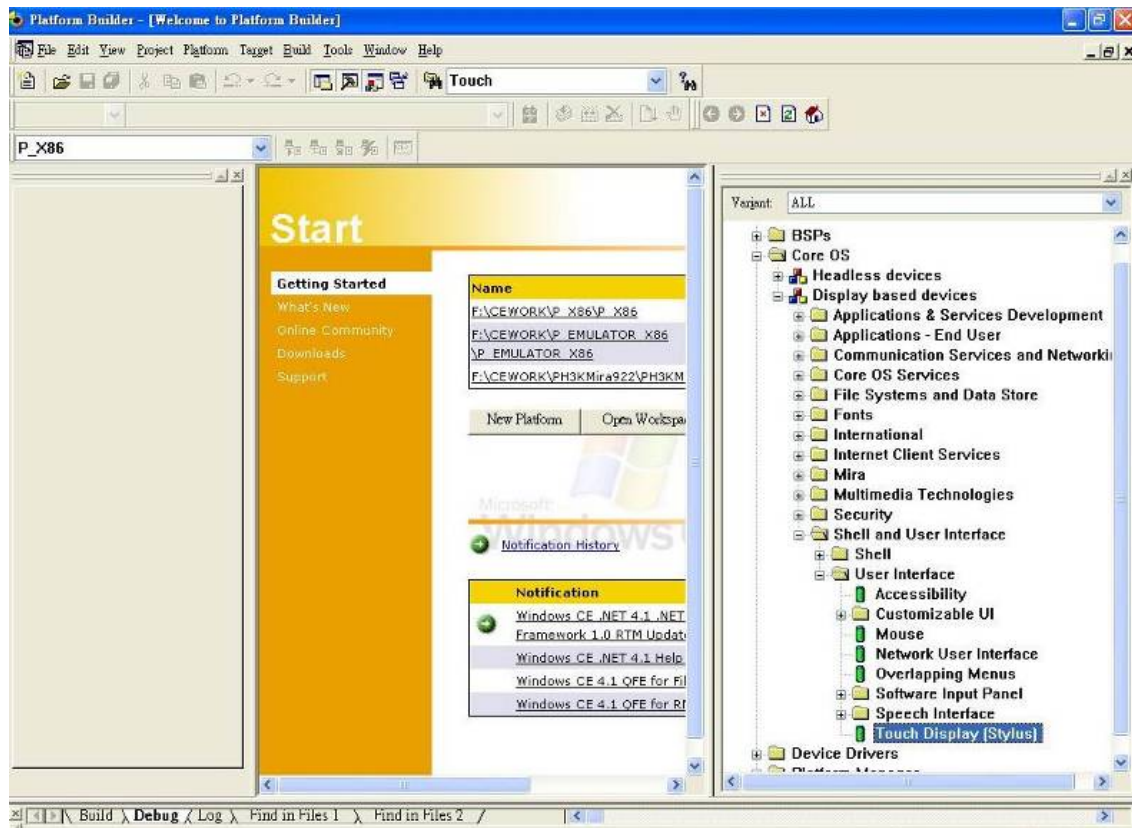 Platform Builder - [Welcome to Platform Builder]
File Edit View Project Platform Target Build Tools Window Help
Touch
P_X86
Start
Getting Started
What's New
Online Community
Downloads
Support
Name
F:\CEWORK\P_X86\P_X86
F:\CEWORK\P_EMULATOR_X86
\P_EMULATOR_X86
F:\CEWORK\PH3KMira922\PH3KM
New Platform Open Workspa
Microsoft
Windows
Notification History
Notification
Windows CE .NET 4.1 .NET
Framework 1.0 RTM Updat
Windows CE .NET 4.1 Help
Windows CE 4.1 QFE for Fil
Windows CE 4.1 QFE for RI
Variant: ALL
BSPs
Core OS
Headless devices
Display based devices
Applications & Services Development
Applications - End User
Communication Services and Networki
Core OS Services
File Systems and Data Store
Fonts
International
Internet Client Services
Mira
Multimedia Technologies
Security
Shell and User Interface
Shell
User Interface
Accessibility
Customizable UI
Mouse
Network User Interface
Overlapping Menus
Software Input Panel
Speech Interface
Touch Display (Stylus)
Device Drivers
Platform Manager
Build Debug Log Find in Files 1 Find in Files 2